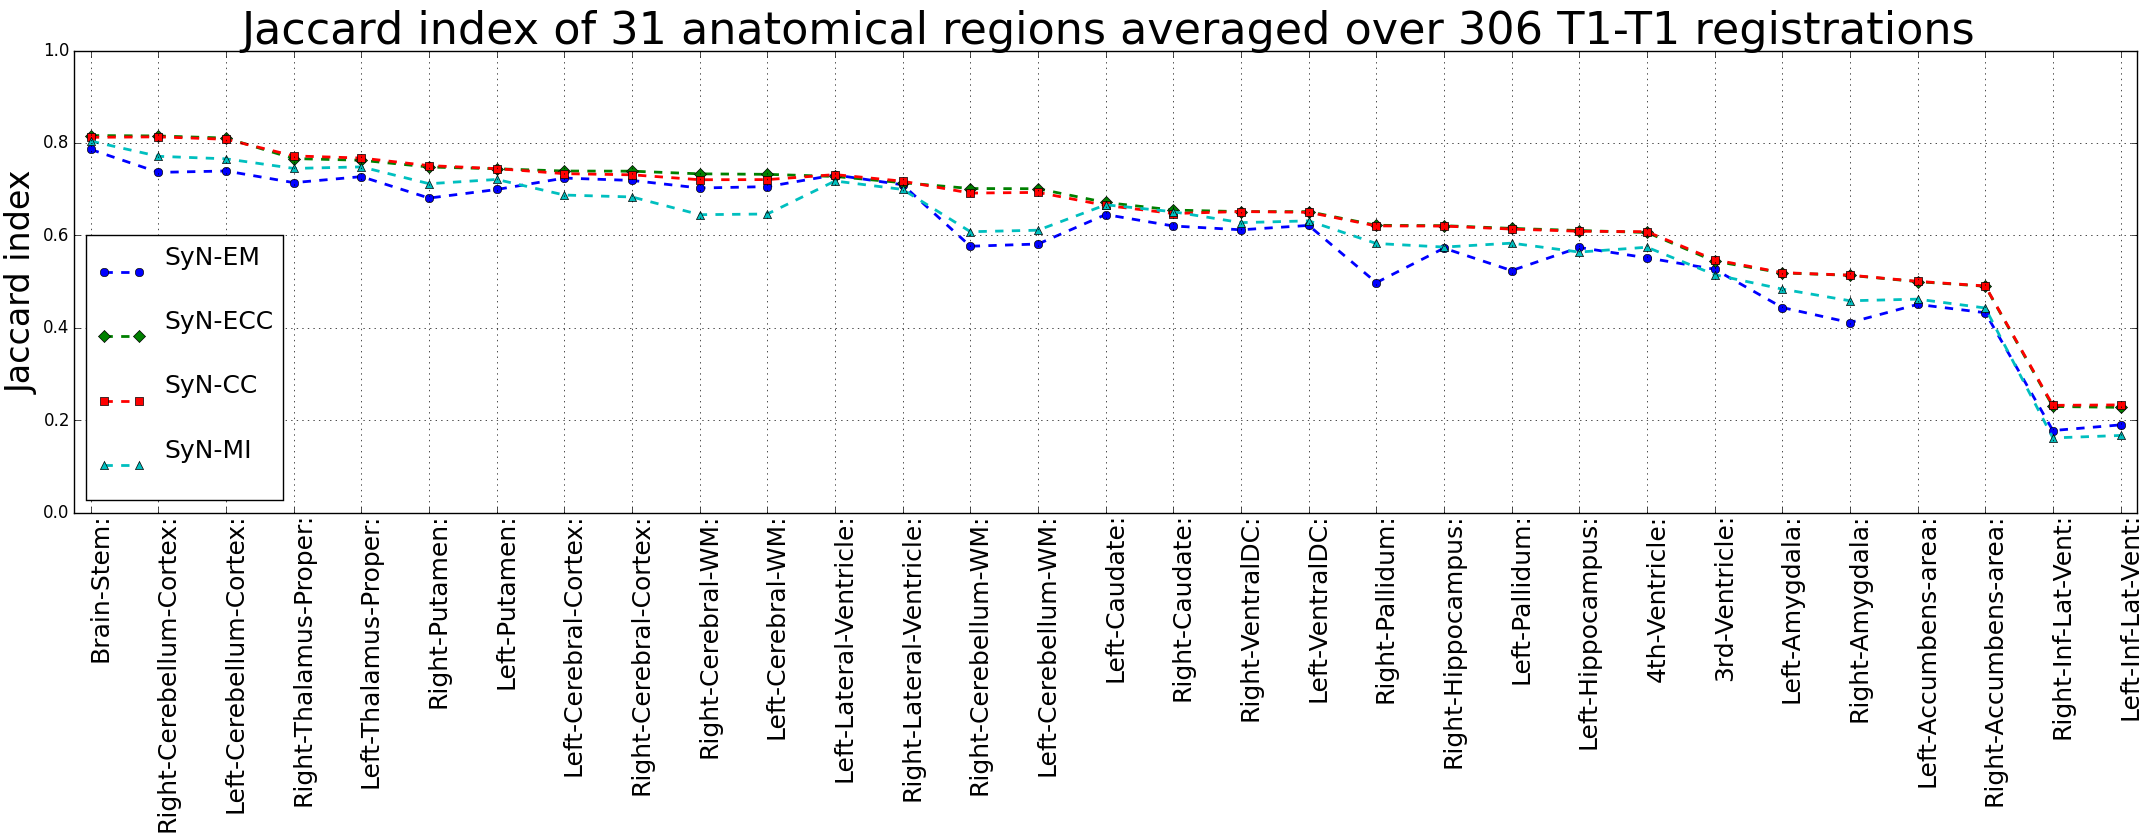 Jaccard index of 31 anatomical regions averaged over 306 T1-T1 registrations
Jaccard index
1.0
0.8
0.6
0.4
0.2
0.0
SyN-EM
SyN-ECC
SyN-CC
SyN-MI
Brain-Stem:
Right-Cerebellum-Cortex:
Left-Cerebellum-Cortex:
Right-Thalamus-Proper:
Left-Thalamus-Proper:
Right-Putamen:
Left-Putamen:
Left-Cerebral-Cortex:
Right-Cerebral-Cortex:
Right-Cerebral-WM:
Left-Cerebral-WM:
Left-Lateral-Ventricle:
Right-Lateral-Ventricle:
Right-Cerebellum-WM:
Left-Cerebellum-WM:
Left-Caudate:
Right-Caudate:
Right-VentralDC:
Left-VentralDC:
Right-Pallidum:
Right-Hippocampus:
Left-Pallidum:
Left-Hippocampus:
4th-Ventricle:
3rd-Ventricle:
Left-Amygdala:
Right-Amygdala:
Left-Accumbens-area:
Right-Accumbens-area:
Right-Inf-Lat-Vent:
Left-Inf-Lat-Vent: